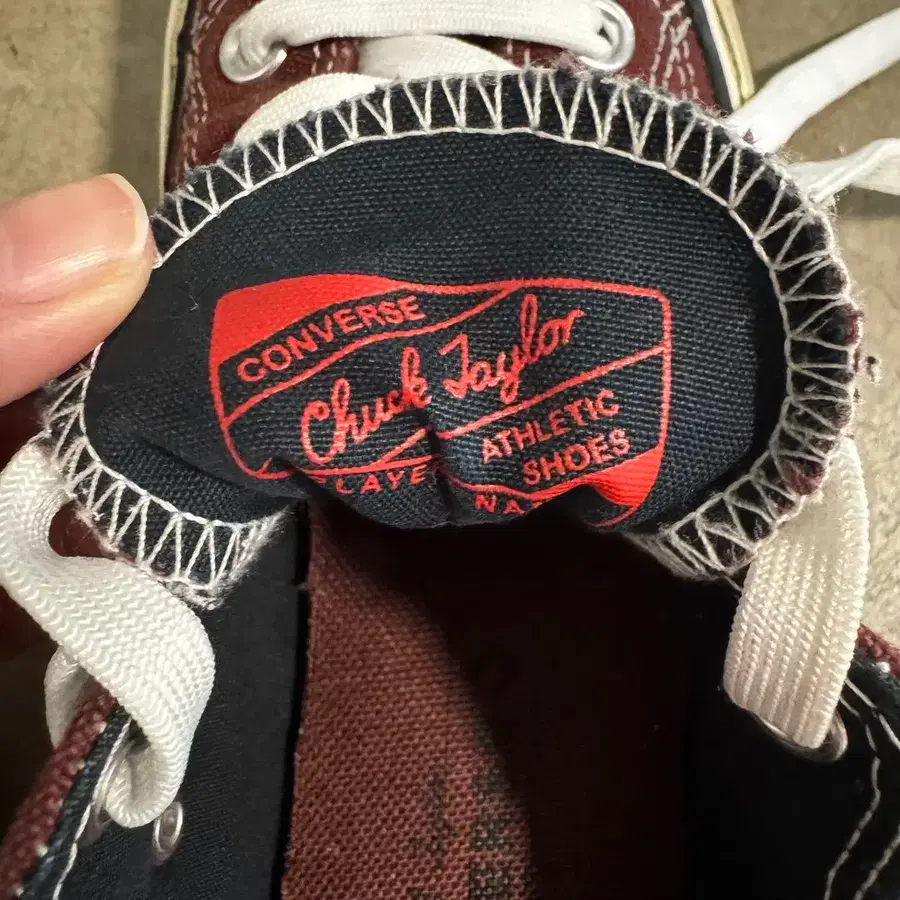 CONVERSE
Chuck Taylor
ATHLETIC
SHOES